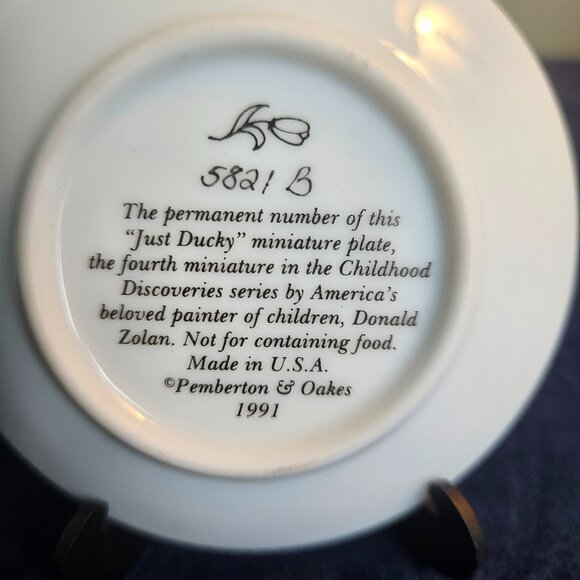 5821 B
The permanent number of this
“Just Ducky” miniature plate,
the fourth miniature in the Childhood
Discoveries series by America’s
beloved painter of children, Donald
Zolan. Not for containing food.
Made in U.S.A.
©Pemberton & Oakes
1991